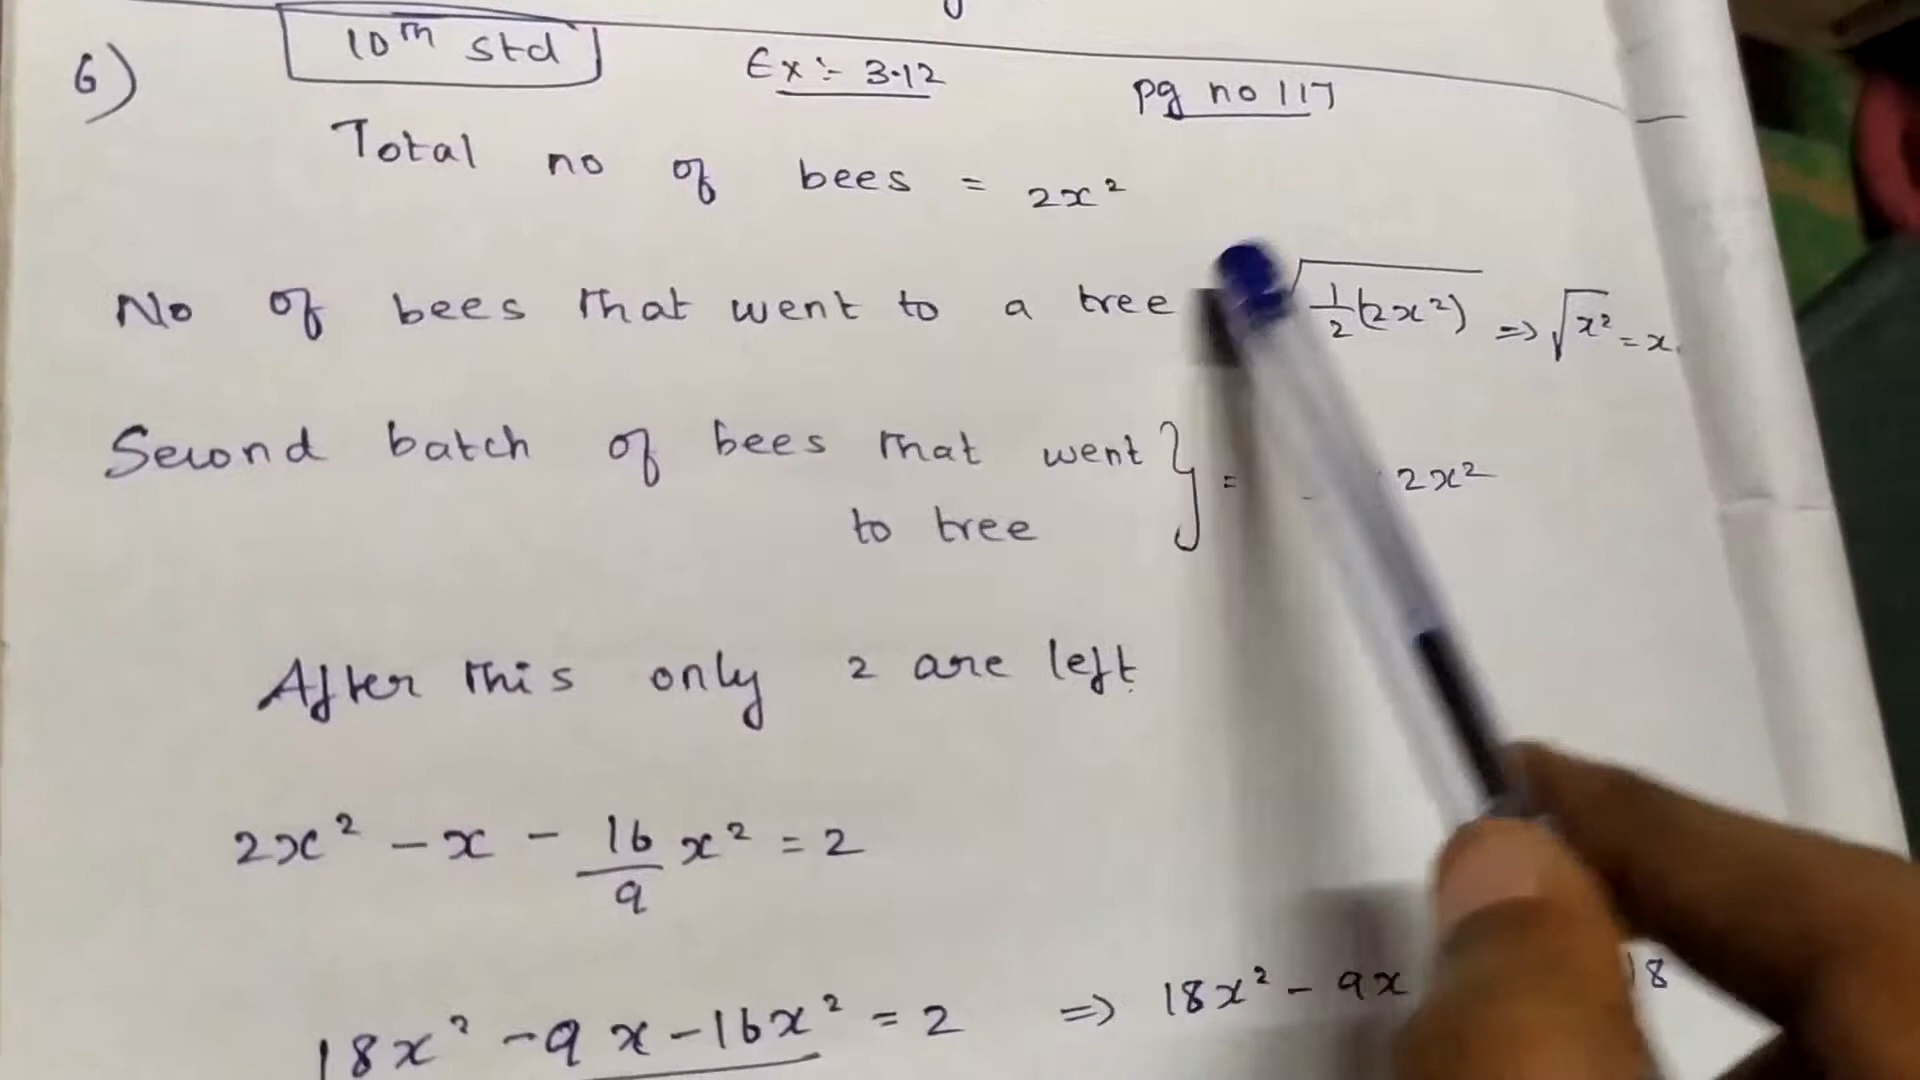 6) 10th std Ex:- 3.12 pg no 117
Total no of bees = 2x²
No of bees that went to a tree √(1/2(2x²)) => √x² = x.
Second batch of bees that went } = 2x²
to tree
After this only 2 are left.
2x² - x - 16/9 x² = 2
18x² - 9x - 16x² = 2 => 18x² - 9x 18